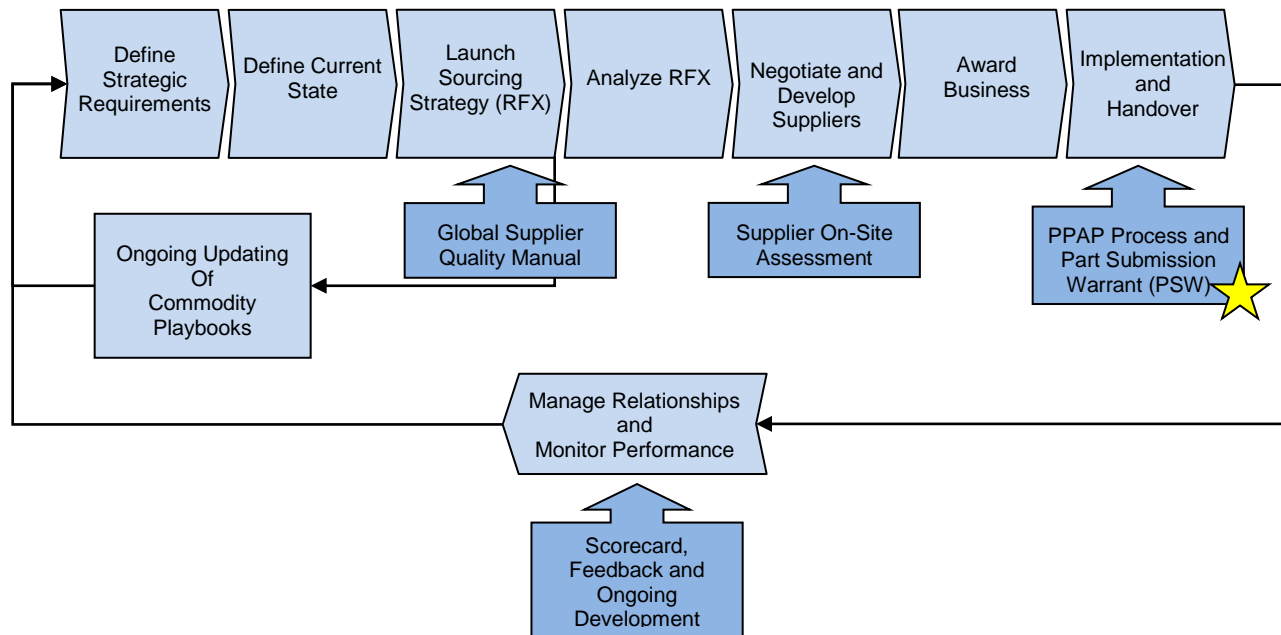 Define
Strategic
Requirements
Define Current
State
Launch
Sourcing
Strategy (RFX)
Analyze RFX
Negotiate and
Develop
Suppliers
Award
Business
Implementation
and
Handover
Global Supplier
Quality Manual
Supplier On-Site
Assessment
PPAP Process and
Part Submission
Warrant (PSW)
Ongoing Updating
Of
Commodity
Playbooks
Manage Relationships
and
Monitor Performance
Scorecard,
Feedback and
Ongoing
Development